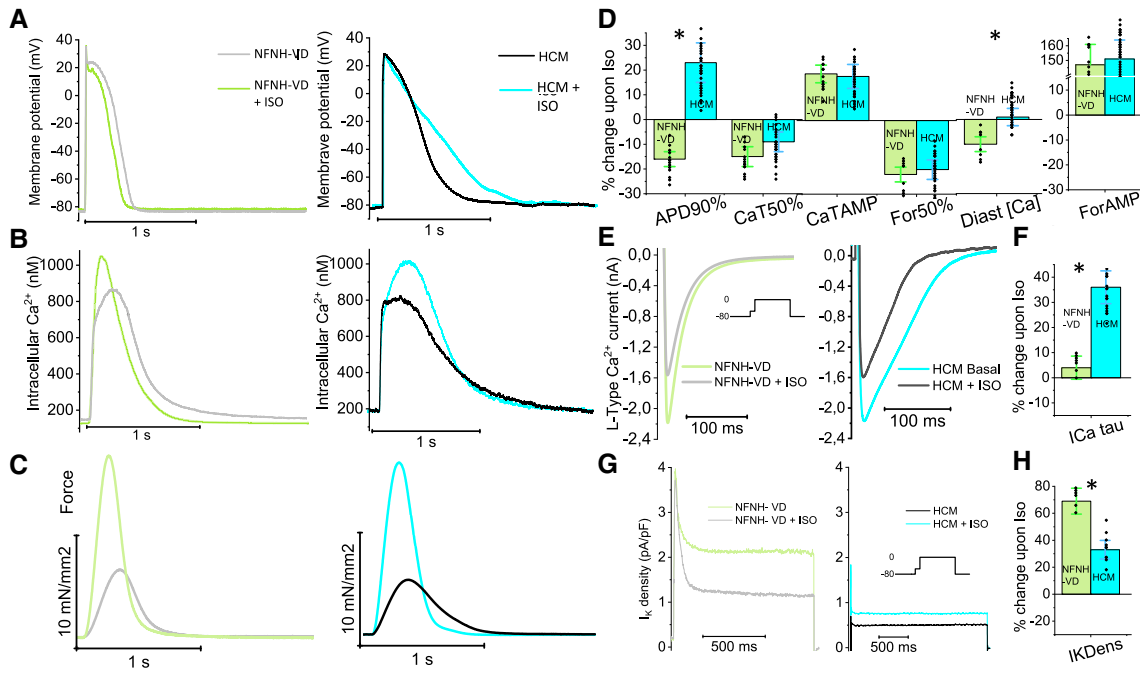 A
Membrane potential (mV)
40
20
0
-20
-40
-60
-80
NFNH-VD
NFNH-VD
+ ISO
1 s
Membrave potential (mV)
40
20
0
-20
-40
-60
-80
HCM
HCM +
ISO
1 s
B
Intracellular Ca2+ (nM)
1000
800
600
400
200
1 s
Intracellular Ca2+ (nM)
1000
800
600
400
200
1 s
C
Force
10 mN/mm2
1 s
10 mN/mm2
1 s
D
% change upon Iso
30
20
10
0
-10
-20
-30
*
*
NFNH
-VD
HCM
NFNH
-VD
HCM
NFNH
-VD
HCM
NFNH
-VD
HCM
NFNH
-VD
HCM
APD90%
CaT50%
CaTAMP
For50%
Diast [Ca]
160
150
30
20
10
0
-10
-20
NFNH
-VD
HCM
ForAMP
E
L-Type Ca2+ current (nA)
0,0
-0,4
-0,8
-1,2
-1,6
-2,0
-2,4
0
-80
NFNH-VD
NFNH-VD + ISO
100 ms
0,0
-0,4
-0,8
-1,2
-1,6
-2,0
-2,4
HCM Basal
HCM + ISO
100 ms
F
% change upon Iso
40
30
20
10
0
-10
*
NFNH
-VD
HCM
ICa tau
G
IK density (pA/pF)
4
3
2
1
0
NFNH- VD
NFNH- VD + ISO
500 ms
4
3
2
1
0
HCM
HCM + ISO
0
-80
500 ms
H
% change upon Iso
80
60
40
20
0
-20
*
NFNH
-VD
HCM
IKDens